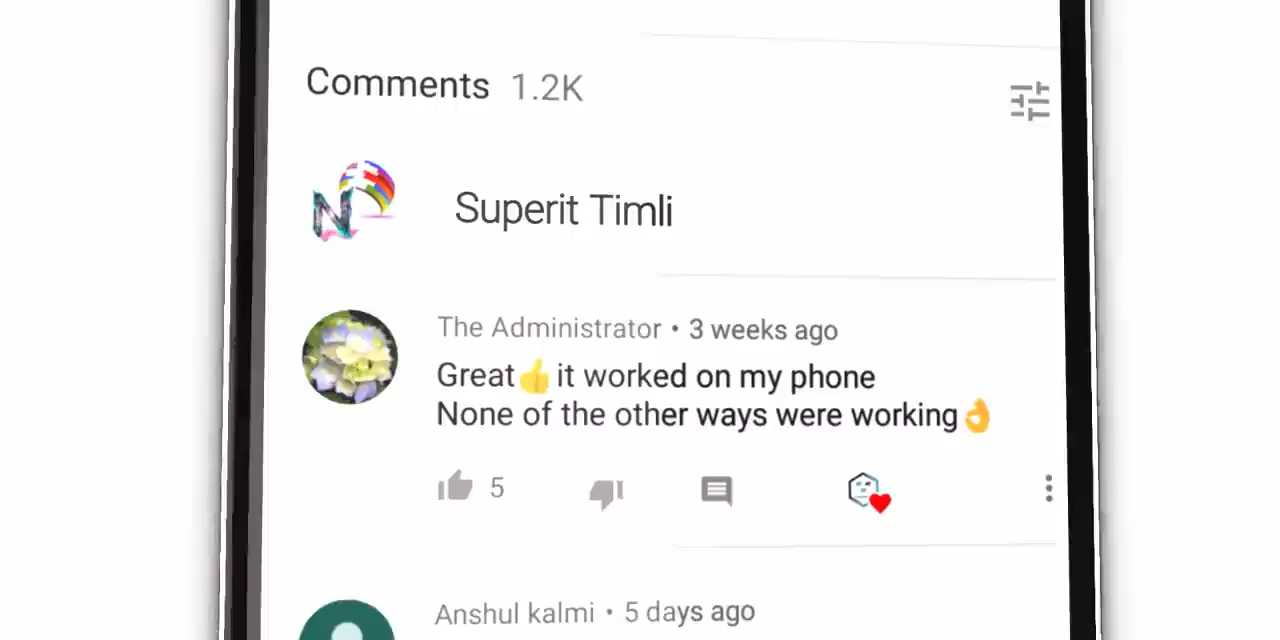 Comments 1.2K
N
Superit Timli
The Administrator • 3 weeks ago
Great👍it worked on my phone
None of the other ways were working👌
5
Anshul kalmi • 5 days ago